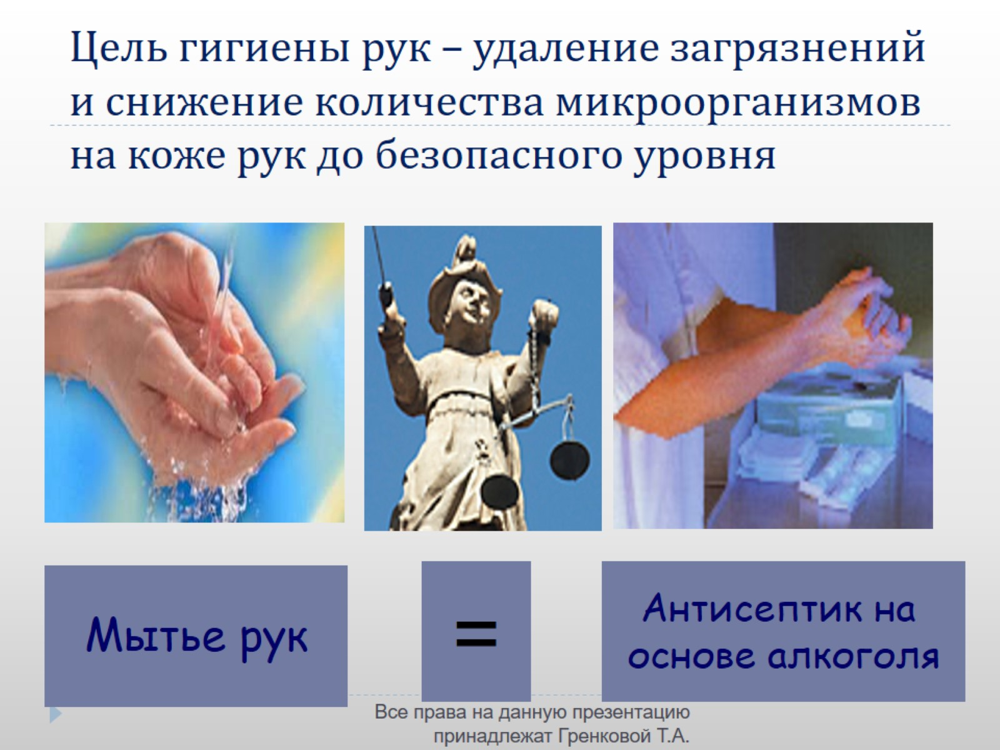 Цель гигиены рук – удаление загрязнений
и снижение количества микроорганизмов
на коже рук до безопасного уровня
Мытье рук
=
Антисептик на
основе алкоголя
Все права на данную презентацию
принадлежат Гренковой Т.А.